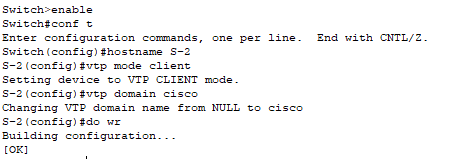 Switch>enable
Switch#conf t
Enter configuration commands, one per line.  End with CNTL/Z.
Switch(config)#hostname S-2
S-2(config)#vtp mode client
Setting device to VTP CLIENT mode.
S-2(config)#vtp domain cisco
Changing VTP domain name from NULL to cisco
S-2(config)#do wr
Building configuration...
[OK]